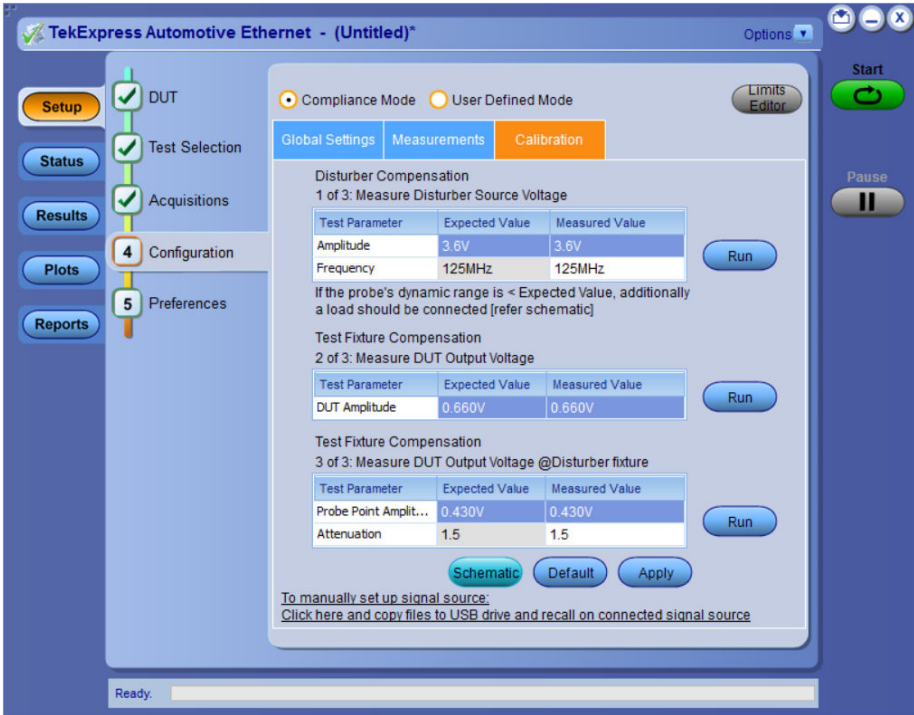 TekExpress Automotive Ethernet - (Untitled)*
Options
Start
Setup
Status
Results
Plots
Reports
DUT
Test Selection
Acquisitions
4 Configuration
5 Preferences
Compliance Mode User Defined Mode
Limits
Editor
Global Settings Measurements Calibration
Disturber Compensation
1 of 3: Measure Disturber Source Voltage
Test Parameter Expected Value Measured Value
Amplitude 3.6V 3.6V
Frequency 125MHz 125MHz
Run
If the probe's dynamic range is < Expected Value, additionally
a load should be connected [refer schematic]
Test Fixture Compensation
2 of 3: Measure DUT Output Voltage
Test Parameter Expected Value Measured Value
DUT Amplitude 0.660V 0.660V
Run
Test Fixture Compensation
3 of 3: Measure DUT Output Voltage @Disturber fixture
Test Parameter Expected Value Measured Value
Probe Point Amplit... 0.430V 0.430V
Attenuation 1.5 1.5
Run
Schematic Default Apply
To manually set up signal source:
Click here and copy files to USB drive and recall on connected signal source
Pause
Ready.